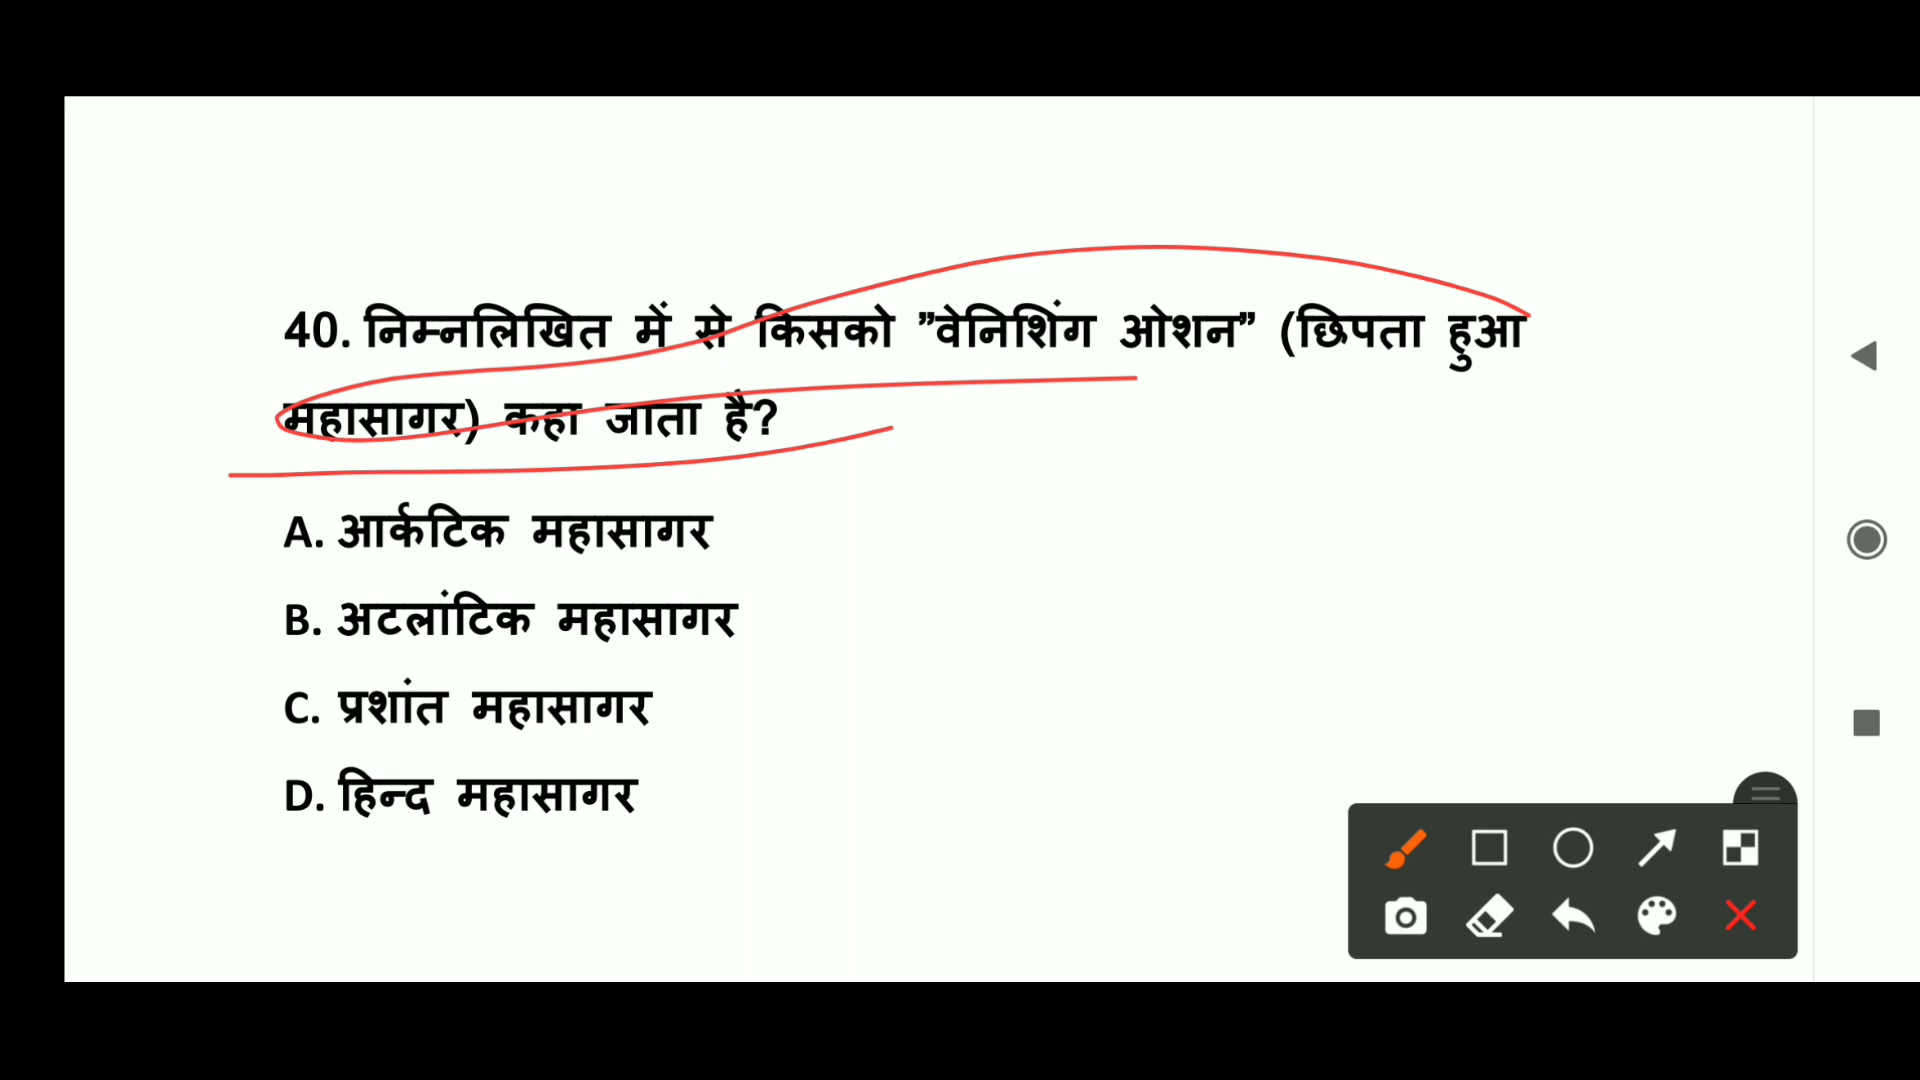 40. निम्नलिखित में से किसको ”वेनिशिंग ओशन” (छिपता हुआ
महासागर) कहा जाता है?
A. आर्कटिक महासागर
B. अटलांटिक महासागर
C. प्रशांत महासागर
D. हिन्द महासागर